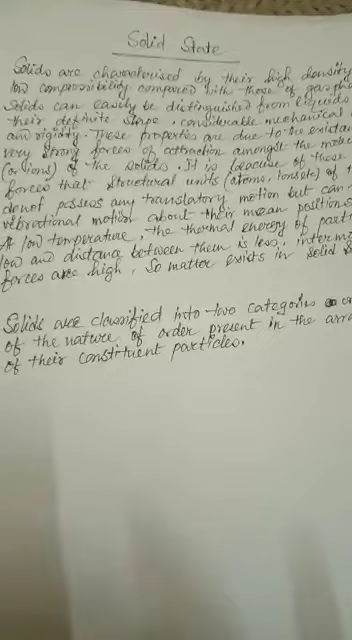 Solid State
Solids are characterised by their high density
low compressibility compared with those of gas pha
Solids can easily be distinguished from liquids
their definite shape, considerable mechanical
and rigidity. These properties are due to the exista
very strong forces of attraction amongst the mole
(or ions) of the solids. It is because of these
forces that structural units (atoms, ions etc) of t
donot possess any translatory motion but can
vibrational motion about their mean positions
At low temperature, the thermal energy of parti
low and distance between them is less, interm
forces are high, So matter exists in solid s
Solids are classified into two categories on
of the nature of order present in the arra
of their constituent particles.